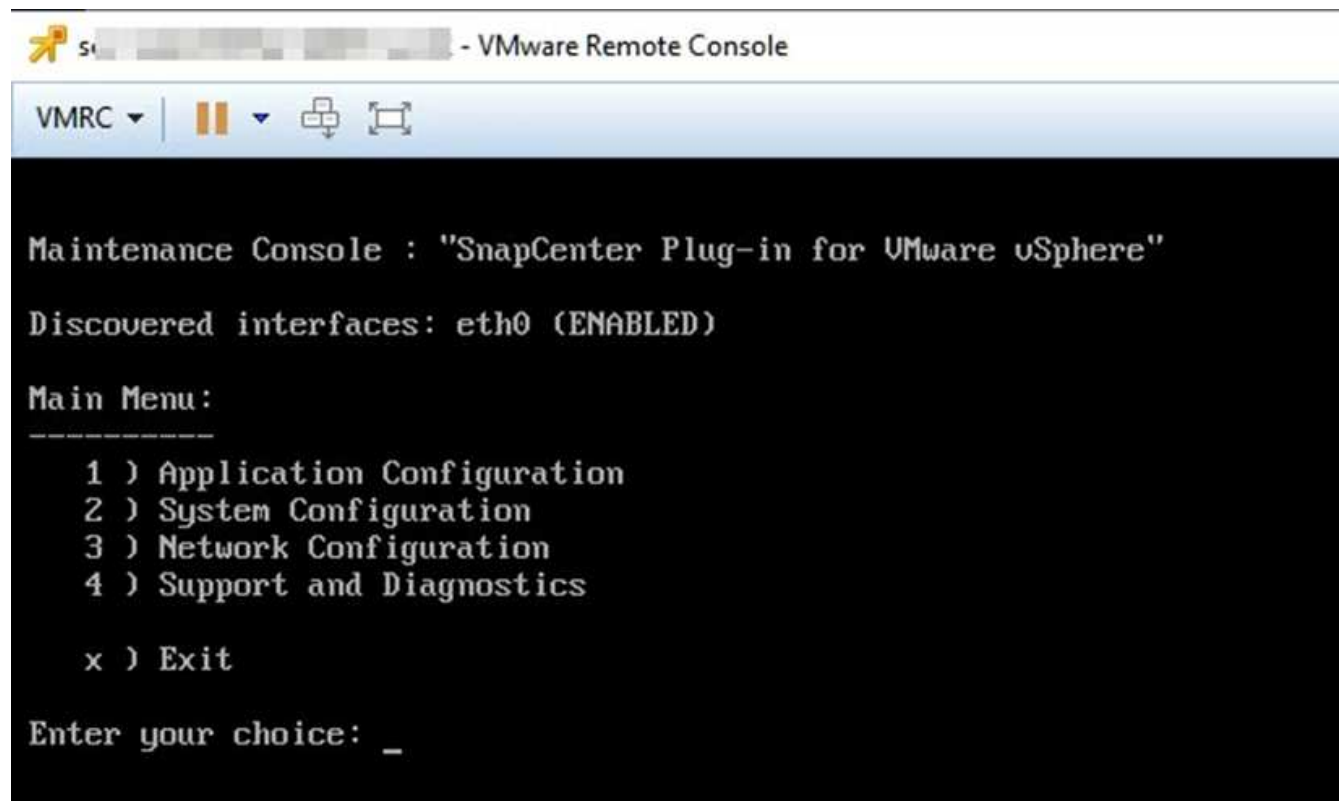 - VMware Remote Console
VMRC
Maintenance Console : "SnapCenter Plug-in for VMware vSphere"
Discovered interfaces: eth0 (ENABLED)
Main Menu:
----------
1 ) Application Configuration
2 ) System Configuration
3 ) Network Configuration
4 ) Support and Diagnostics
x ) Exit
Enter your choice: _